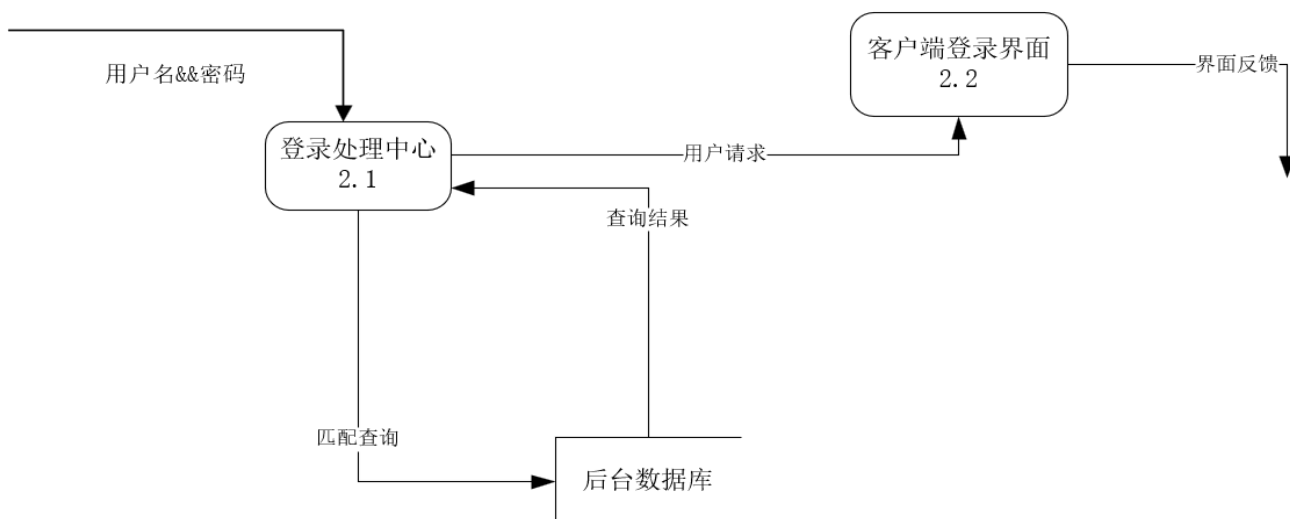 客户端登录界面
2.2
界面反馈
用户名&&密码
登录处理中心
2.1
用户请求
查询结果
匹配查询
后台数据库